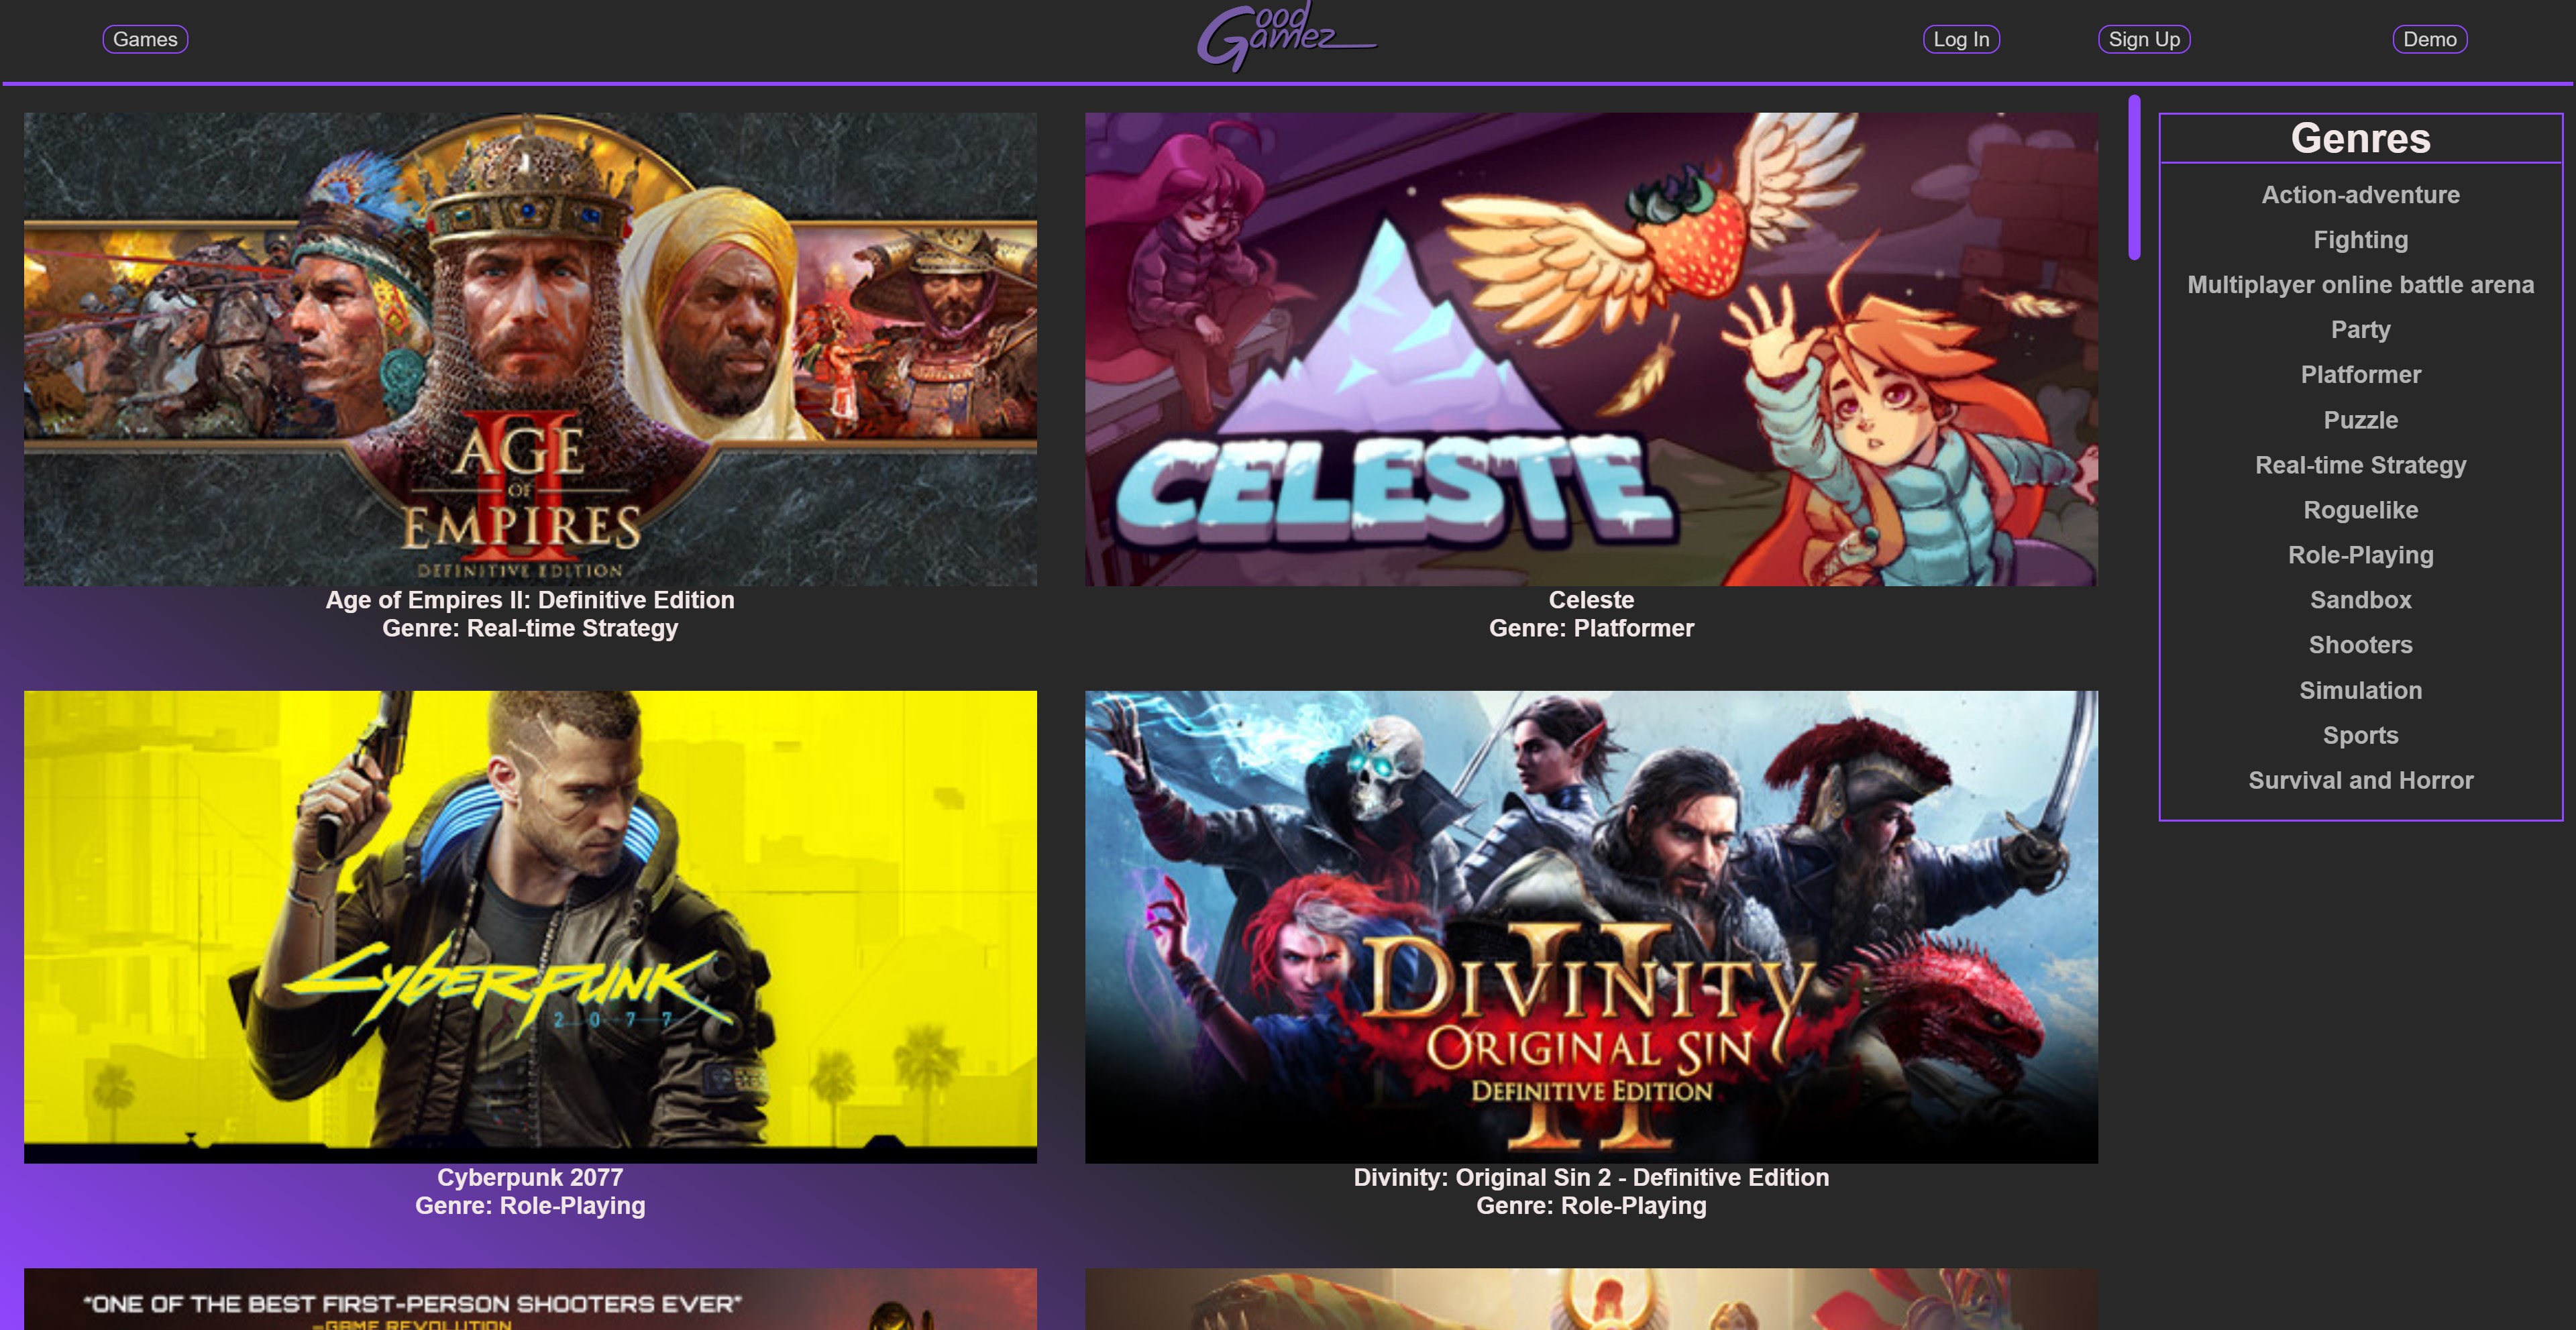 Games
Good
Gamez
Log In
Sign Up
Demo
AGE
OF
EMPIRES
II
DEFINITIVE EDITION
Age of Empires II: Definitive Edition
Genre: Real-time Strategy
CELESTE
Celeste
Genre: Platformer
Cyberpunk
2077
Cyberpunk 2077
Genre: Role-Playing
DIVINITY
II
ORIGINAL SIN
DEFINITIVE EDITION
Divinity: Original Sin 2 - Definitive Edition
Genre: Role-Playing
"ONE OF THE BEST FIRST-PERSON SHOOTERS EVER"
–GAME REVOLUTION
Genres
Action-adventure
Fighting
Multiplayer online battle arena
Party
Platformer
Puzzle
Real-time Strategy
Roguelike
Role-Playing
Sandbox
Shooters
Simulation
Sports
Survival and Horror